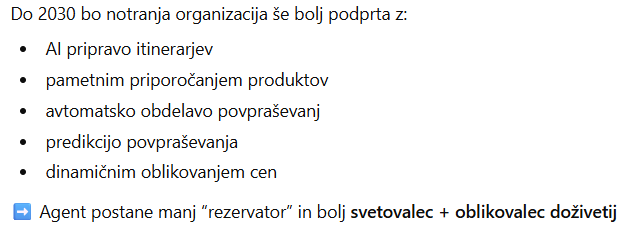 Do 2030 bo notranja organizacija še bolj podprta z:
• AI pripravo itinerarjev
• pametnim priporočanjem produktov
• avtomatsko obdelavo povpraševanj
• predikcijo povpraševanja
• dinamičnim oblikovanjem cen
➡️ Agent postane manj “rezervator” in bolj svetovalec + oblikovalec doživetij